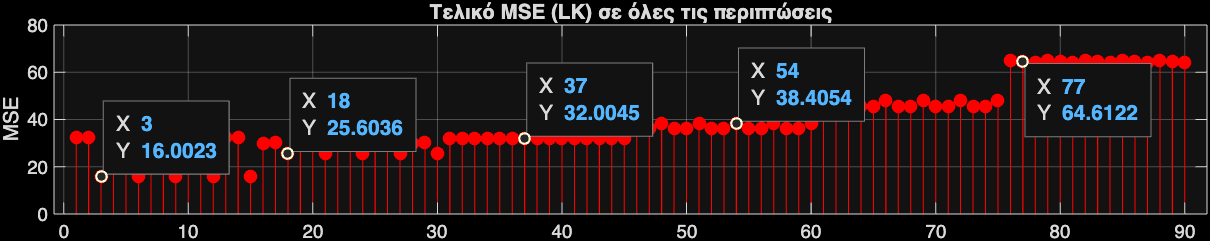 Τελικό MSE (LK) σε όλες τις περιπτώσεις
MSE
80
60
40
20
0
X 3
Y 16.0023
X 18
Y 25.6036
X 37
Y 32.0045
X 54
Y 38.4054
X 77
Y 64.6122
0 10 20 30 40 50 60 70 80 90